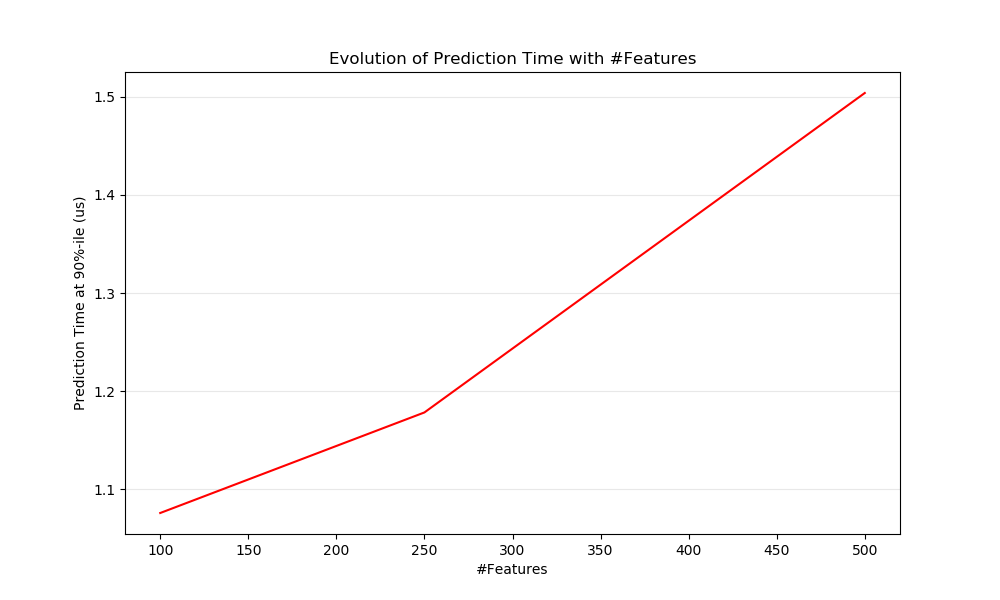 Evolution of Prediction Time with #Features
Prediction Time at 90%-ile (us)
1.5
1.4
1.3
1.2
1.1
100 150 200 250 300 350 400 450 500
#Features